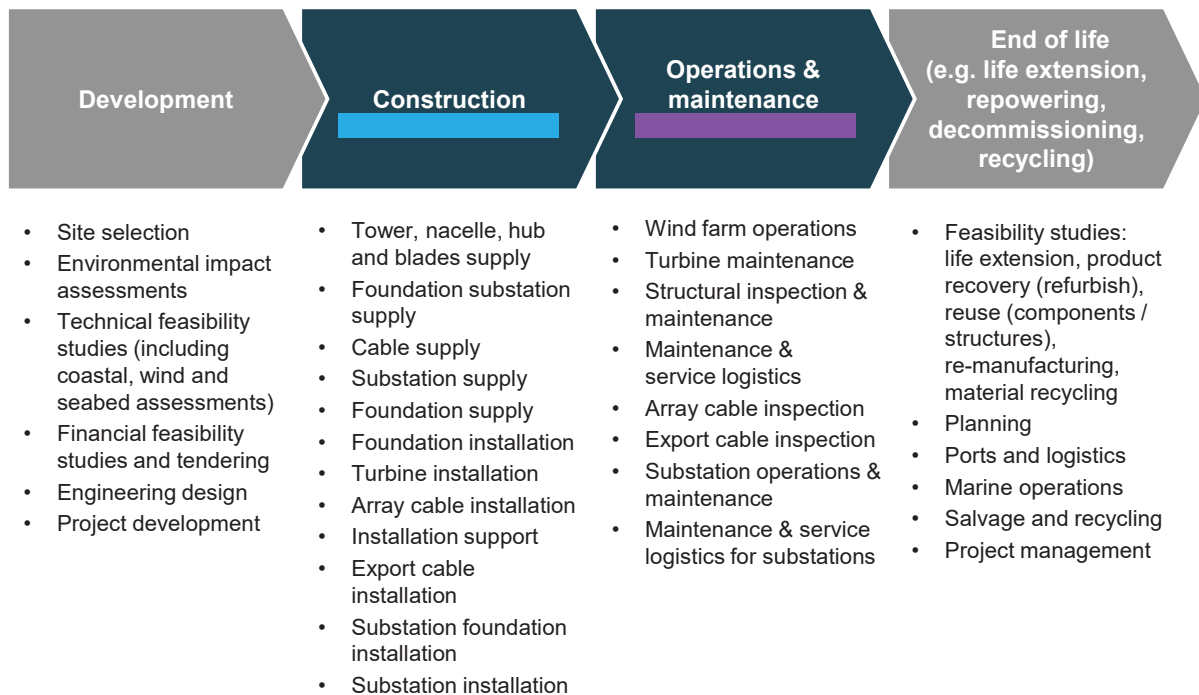 Development
Construction
Operations &
maintenance
End of life
(e.g. life extension,
repowering,
decommissioning,
recycling)
• Site selection
• Environmental impact
assessments
• Technical feasibility
studies (including
coastal, wind and
seabed assessments)
• Financial feasibility
studies and tendering
• Engineering design
• Project development
• Tower, nacelle, hub
and blades supply
• Foundation substation
supply
• Cable supply
• Substation supply
• Foundation supply
• Foundation installation
• Turbine installation
• Array cable installation
• Installation support
• Export cable
installation
• Substation foundation
installation
• Substation installation
• Wind farm operations
• Turbine maintenance
• Structural inspection &
maintenance
• Maintenance &
service logistics
• Array cable inspection
• Export cable inspection
• Substation operations &
maintenance
• Maintenance & service
logistics for substations
• Feasibility studies:
life extension, product
recovery (refurbish),
reuse (components /
structures),
re-manufacturing,
material recycling
• Planning
• Ports and logistics
• Marine operations
• Salvage and recycling
• Project management